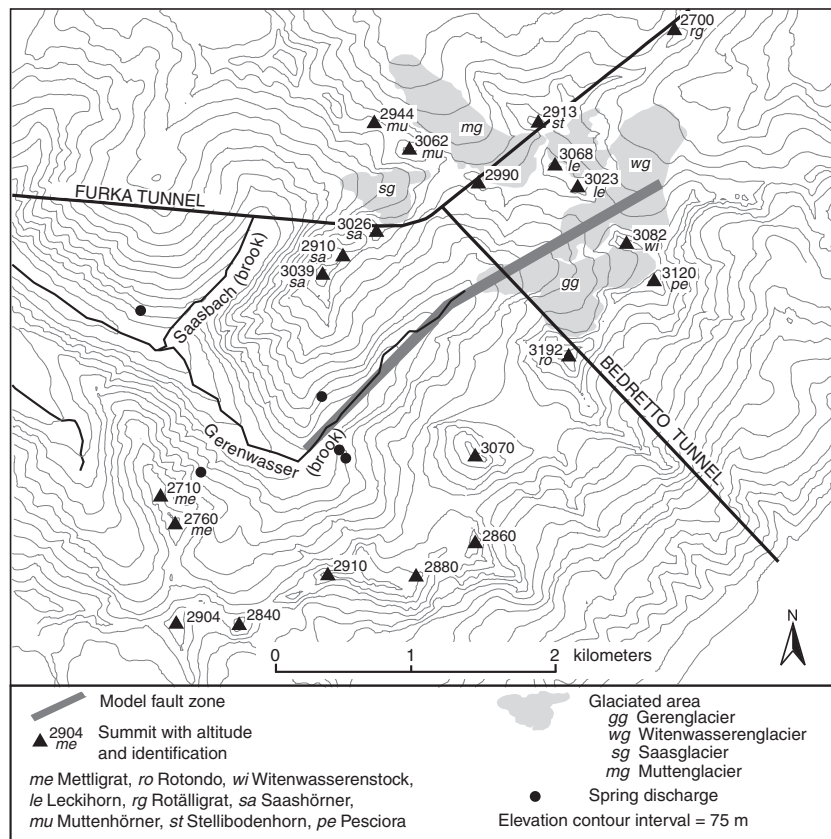 2700
rg
2944
mu
3062
mu
mg
2913
st
3068
le
wg
2990
3023
le
sg
FURKA TUNNEL
3026
sa
2910
sa
3039
sa
3082
wi
3120
pe
gg
Saasbach (brook)
3192
ro
BEDRETTO TUNNEL
Gerenwasser (brook)
3070
2710
me
2760
me
2860
2910
2880
2904
2840
N
0 1 2 kilometers
Model fault zone
2904
me
Summit with altitude
and identification
me Mettligrat, ro Rotondo, wi Witenwasserenstock,
le Leckihorn, rg Rotälligrat, sa Saashörner,
mu Muttenhörner, st Stellibodenhorn, pe Pesciora
Glaciated area
gg Gerenglacier
wg Witenwasserenglacier
sg Saasglacier
mg Muttenglacier
Spring discharge
Elevation contour interval = 75 m